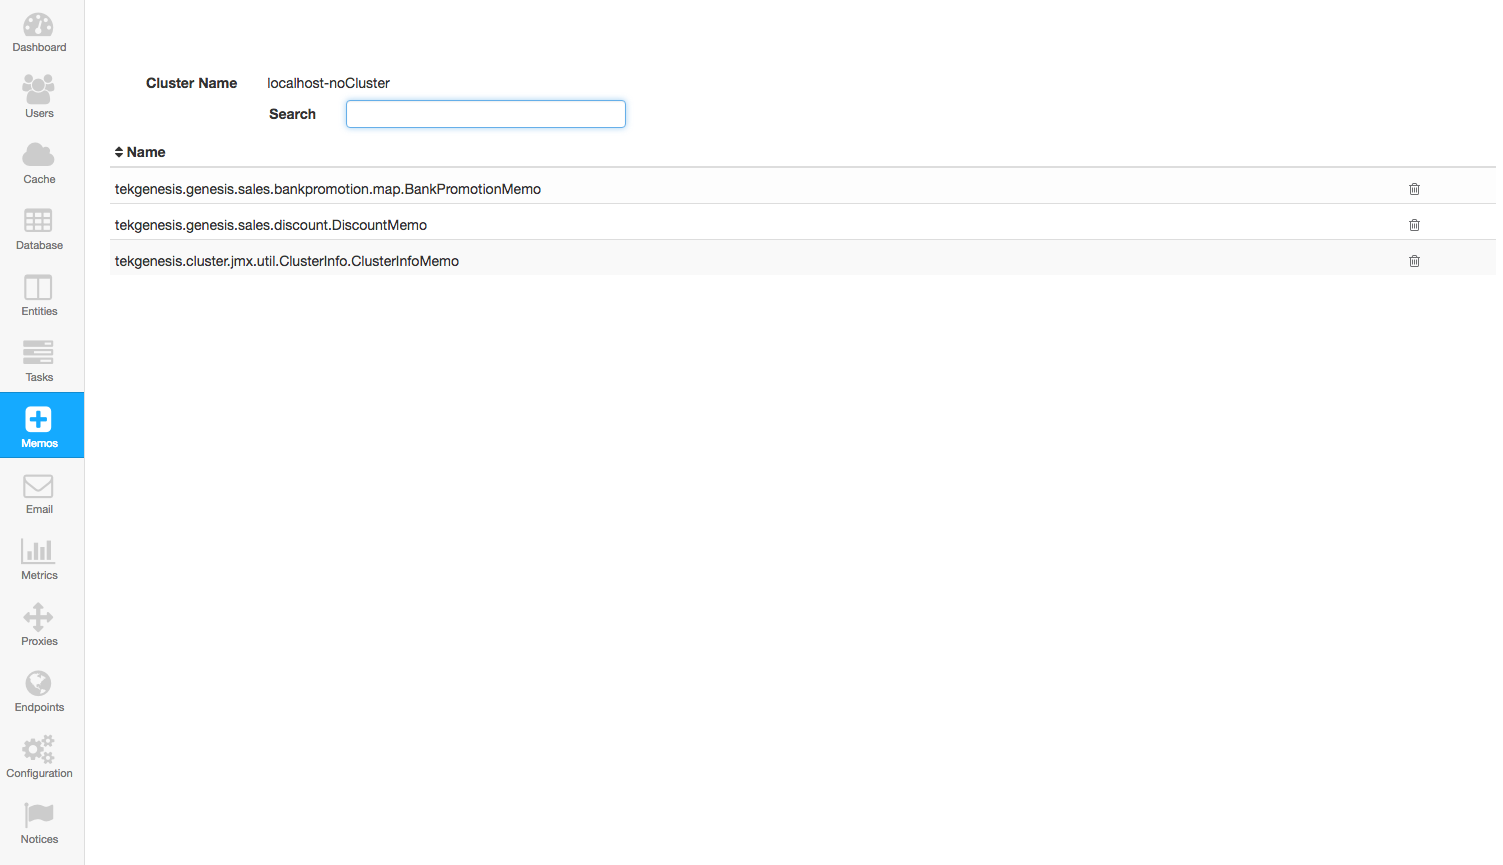 Dashboard
Users
Cache
Database
Entities
Tasks
Memos
Email
Metrics
Proxies
Endpoints
Configuration
Notices
Cluster Name localhost-noCluster
Search
Name
tekgenesis.genesis.sales.bankpromotion.map.BankPromotionMemo
tekgenesis.genesis.sales.discount.DiscountMemo
tekgenesis.cluster.jmx.util.ClusterInfo.ClusterInfoMemo